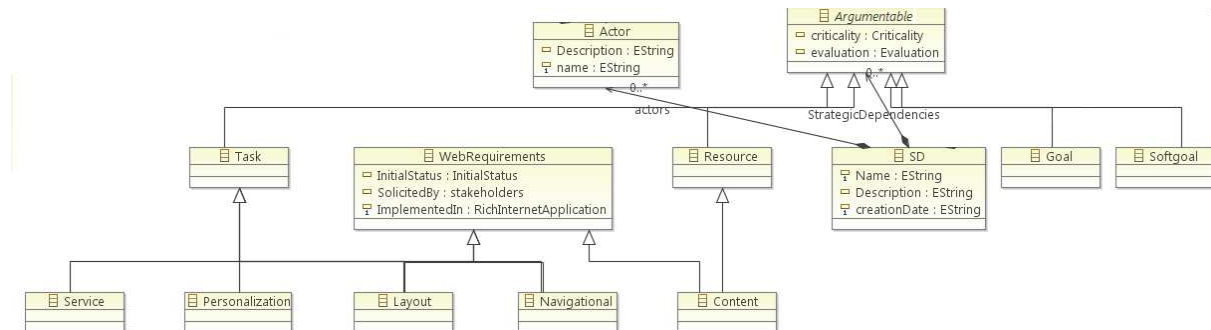 Argumentable
criticality : Criticality
evaluation : Evaluation
Actor
Description : EString
name : EString
0..*
actors
0..*
StrategicDependencies
Task
WebRequirements
InitialStatus : InitialStatus
SolicitedBy : stakeholders
ImplementedIn : RichInternetApplication
Resource
SD
Name : EString
Description : EString
creationDate : EString
Goal
Softgoal
Service
Personalization
Layout
Navigational
Content